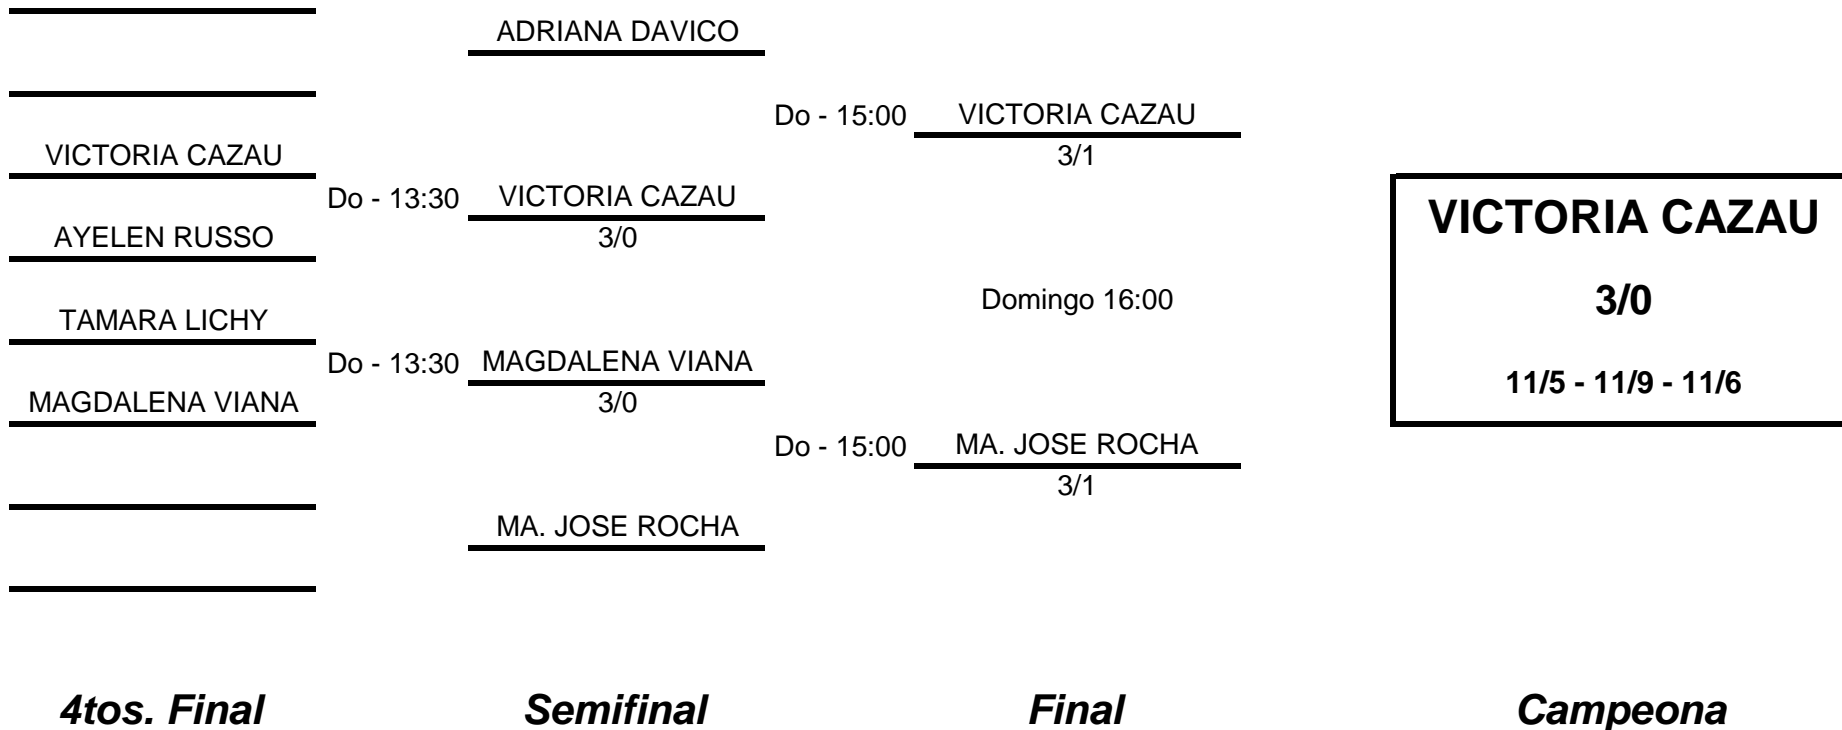 ADRIANA DAVICO
Do - 15:00 VICTORIA CAZAU
VICTORIA CAZAU
3/1
Do - 13:30 VICTORIA CAZAU
VICTORIA CAZAU
AYELEN RUSSO
3/0
Domingo 16:00
3/0
TAMARA LICHY
Do - 13:30 MAGDALENA VIANA
11/5 - 11/9 - 11/6
MAGDALENA VIANA
3/0
Do - 15:00 MA. JOSE ROCHA
3/1
MA. JOSE ROCHA
4tos. Final Semifinal Final Campeona